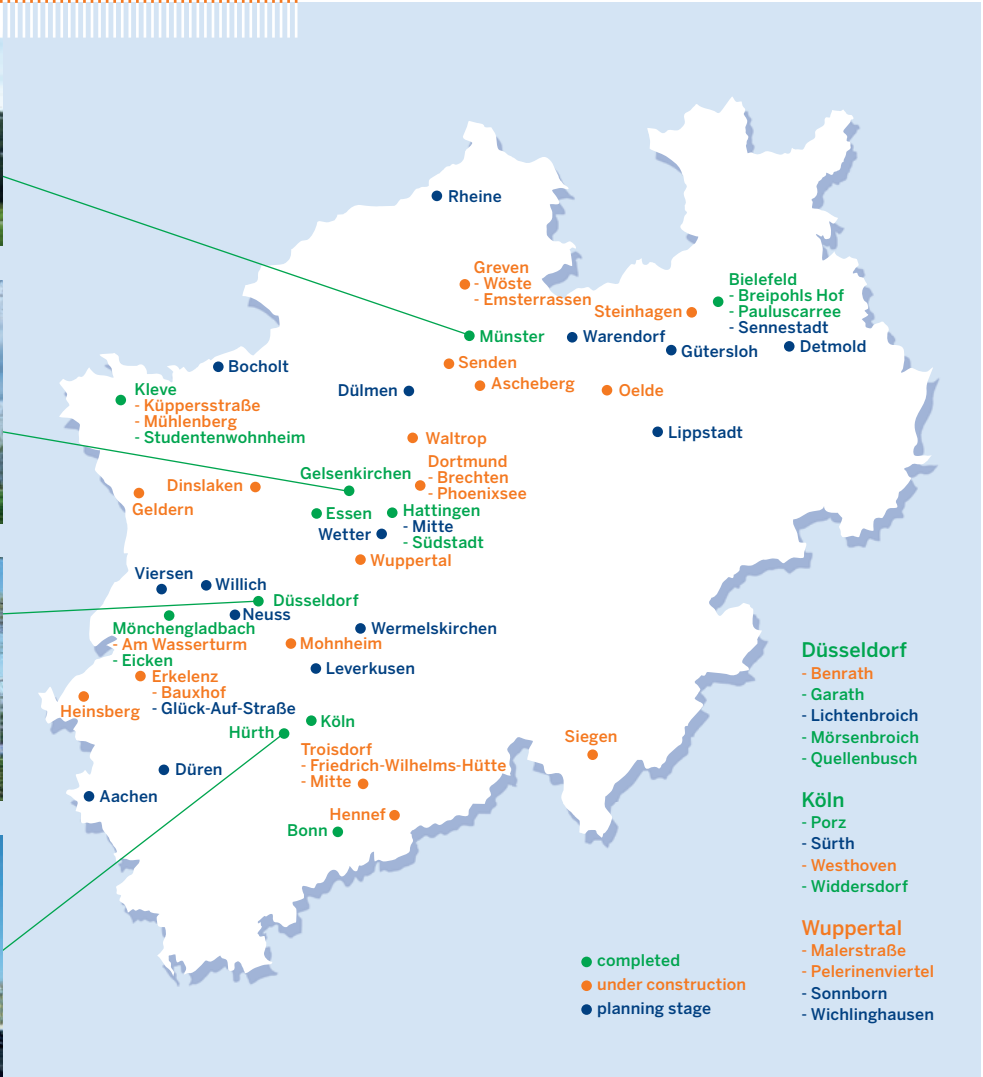 Rheine
Greven
- Wöste
- Emsterrassen
Bielefeld
- Breipohls Hof
- Pauluscarree
- Sennestadt
Steinhagen
Münster
Warendorf
Gütersloh
Detmold
Bocholt
Senden
Ascheberg
Dülmen
Oelde
Kleve
- Küppersstraße
- Mühlenberg
- Studentenwohnheim
Waltrop
Lippstadt
Dortmund
- Brechten
- Phoenixsee
Gelsenkirchen
Dinslaken
Geldern
Essen
Hattingen
- Mitte
- Südstadt
Wetter
Wuppertal
Viersen
Willich
Düsseldorf
Neuss
Mönchengladbach
- Am Wasserturm
- Eicken
Wermelskirchen
Mohnheim
Leverkusen
Erkelenz
- Bauxhof
- Glück-Auf-Straße
Heinsberg
Köln
Hürth
Troisdorf
- Friedrich-Wilhelms-Hütte
- Mitte
Siegen
Düren
Aachen
Hennef
Bonn
Düsseldorf
- Benrath
- Garath
- Lichtenbroich
- Mörsenbroich
- Quellenbusch
Köln
- Porz
- Sürth
- Westhoven
- Widdersdorf
Wuppertal
- Malerstraße
- Pelerinenviertel
- Sonnborn
- Wichlinghausen
completed
under construction
planning stage